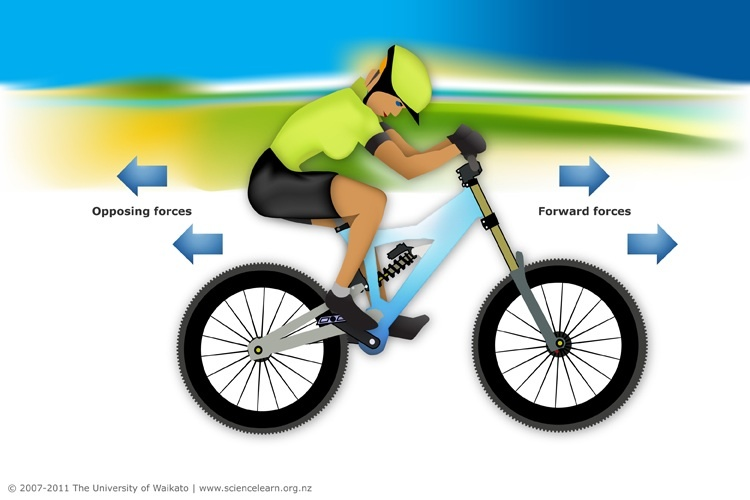 Opposing forces
Forward forces
© 2007-2011 The University of Waikato | www.sciencelearn.org.nz